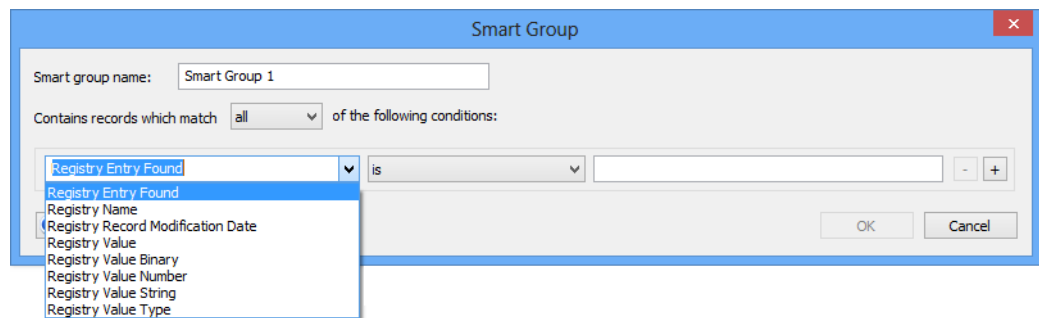 Smart Group
Smart group name: Smart Group 1
Contains records which match all of the following conditions:
Registry Entry Found is - +
Registry Entry Found
Registry Name
Registry Record Modification Date
Registry Value
Registry Value Binary
Registry Value Number
Registry Value String
Registry Value Type
OK Cancel